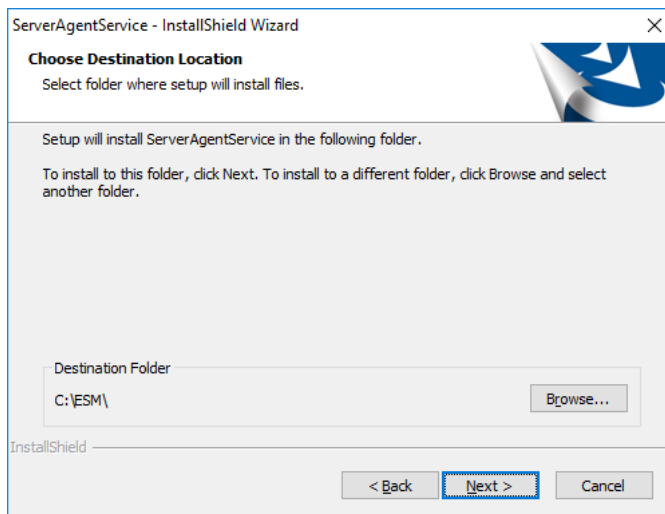 ServerAgentService - InstallShield Wizard
Choose Destination Location
Select folder where setup will install files.
Setup will install ServerAgentService in the following folder.
To install to this folder, click Next. To install to a different folder, click Browse and select
another folder.
Destination Folder
C:\ESM\
Browse...
InstallShield
< Back
Next >
Cancel